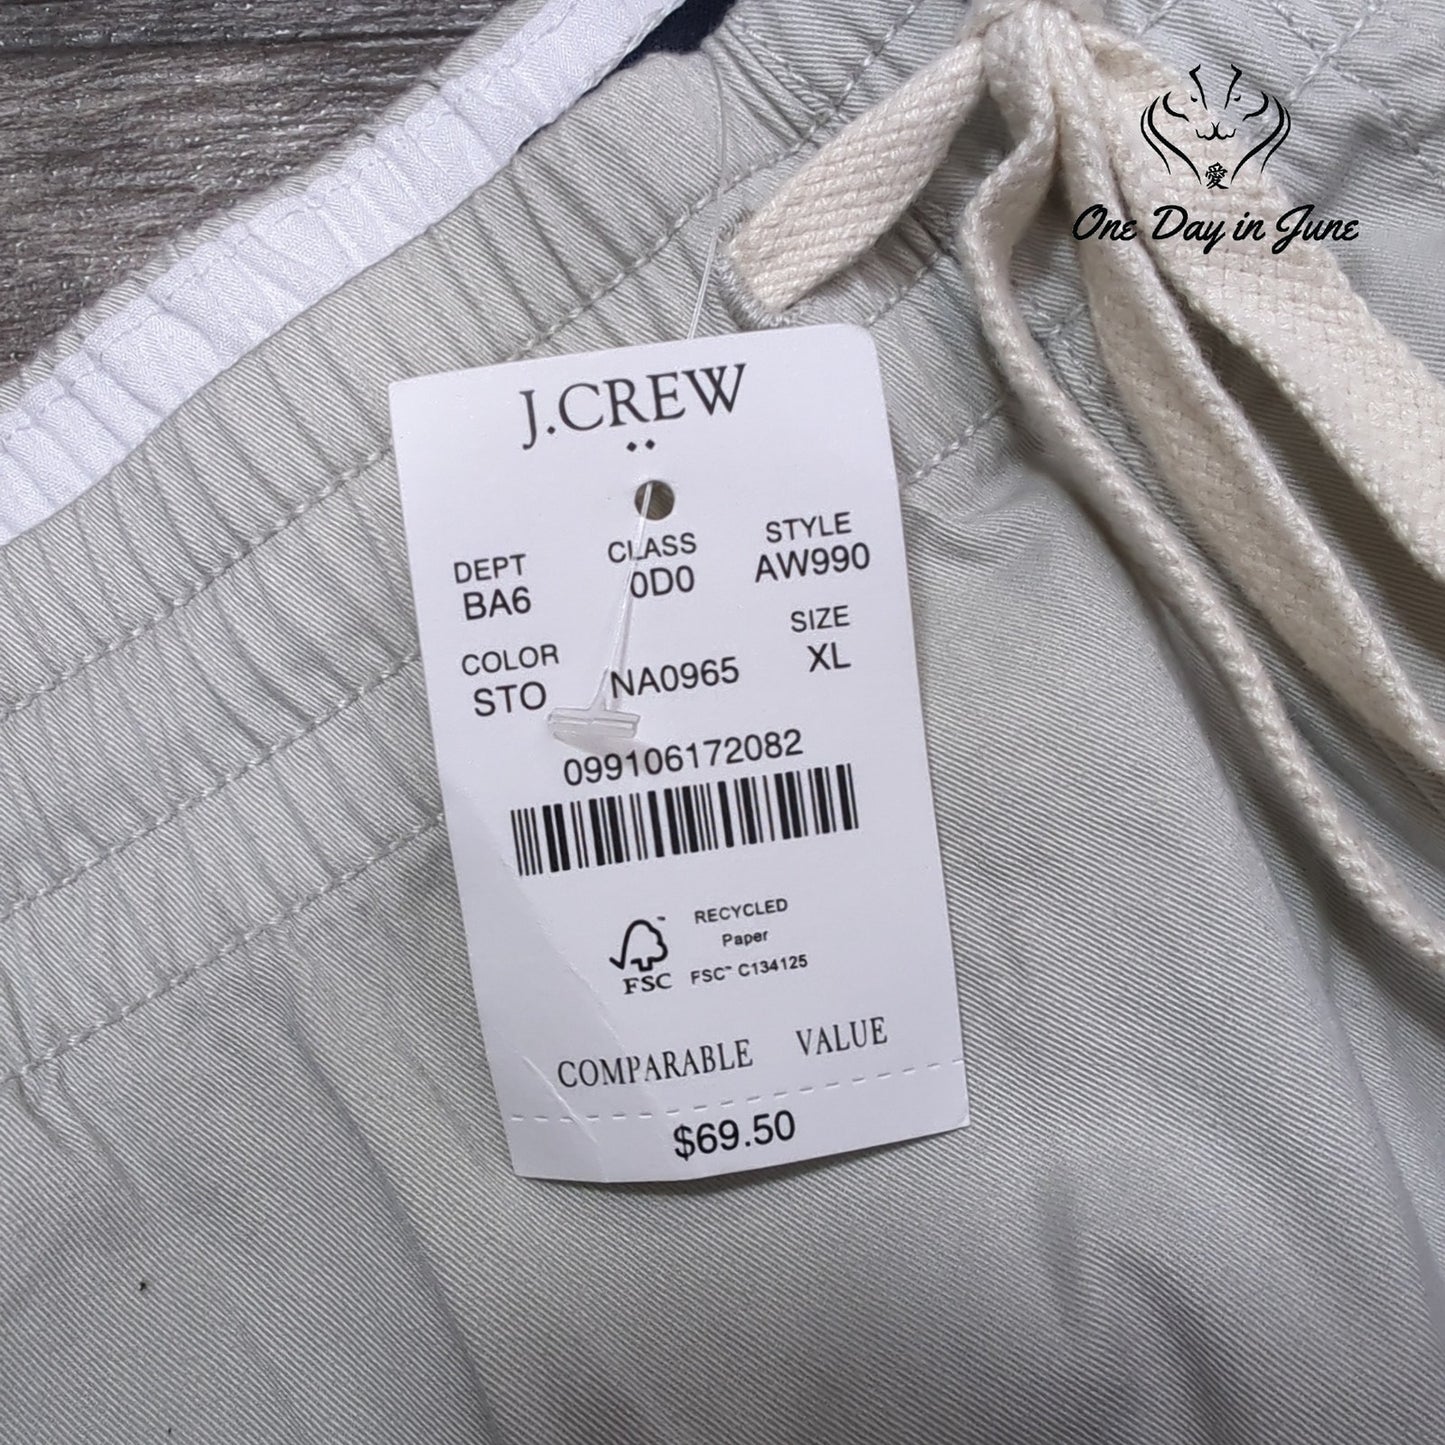 愛
One Day in June
J.CREW
DEPT CLASS STYLE
BA6 0D0 AW990
COLOR SIZE
STO NA0965 XL
099106172082
RECYCLED
Paper
FSC™ C134125
FSC
COMPARABLE VALUE
$69.50